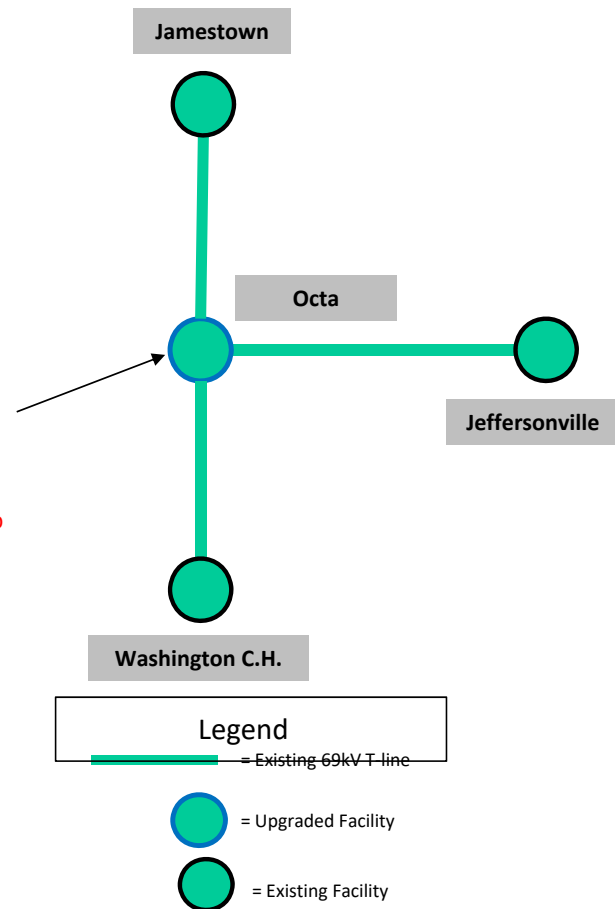 Jamestown
Octa
Jeffersonville
Washington C.H.
Legend
= Existing 69kV T-line
= Upgraded Facility
= Existing Facility